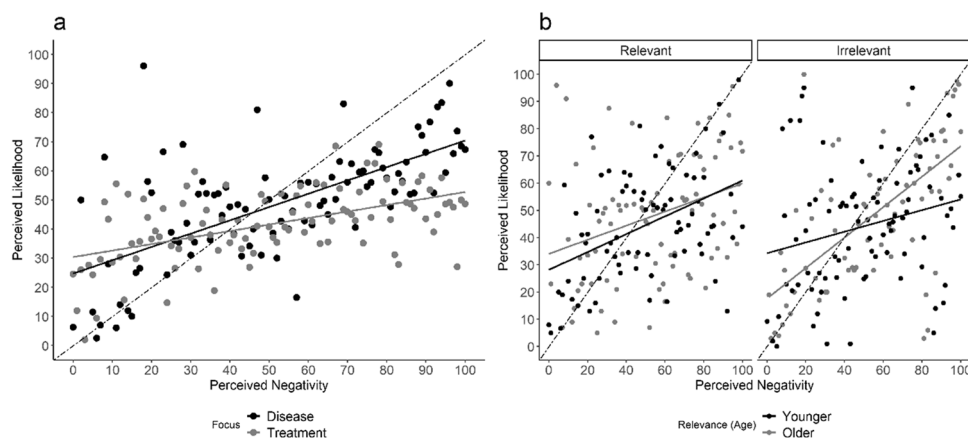 a
100
90
80
70
60
50
40
30
20
10
0
Perceived Likelihood
0 10 20 30 40 50 60 70 80 90 100
Perceived Negativity
Focus
Disease
Treatment
b
Relevant
Irrelevant
100
90
80
70
60
50
40
30
20
10
0
Perceived Likelihood
0 20 40 60 80 100 0 20 40 60 80 100
Perceived Negativity
Relevance (Age)
Younger
Older